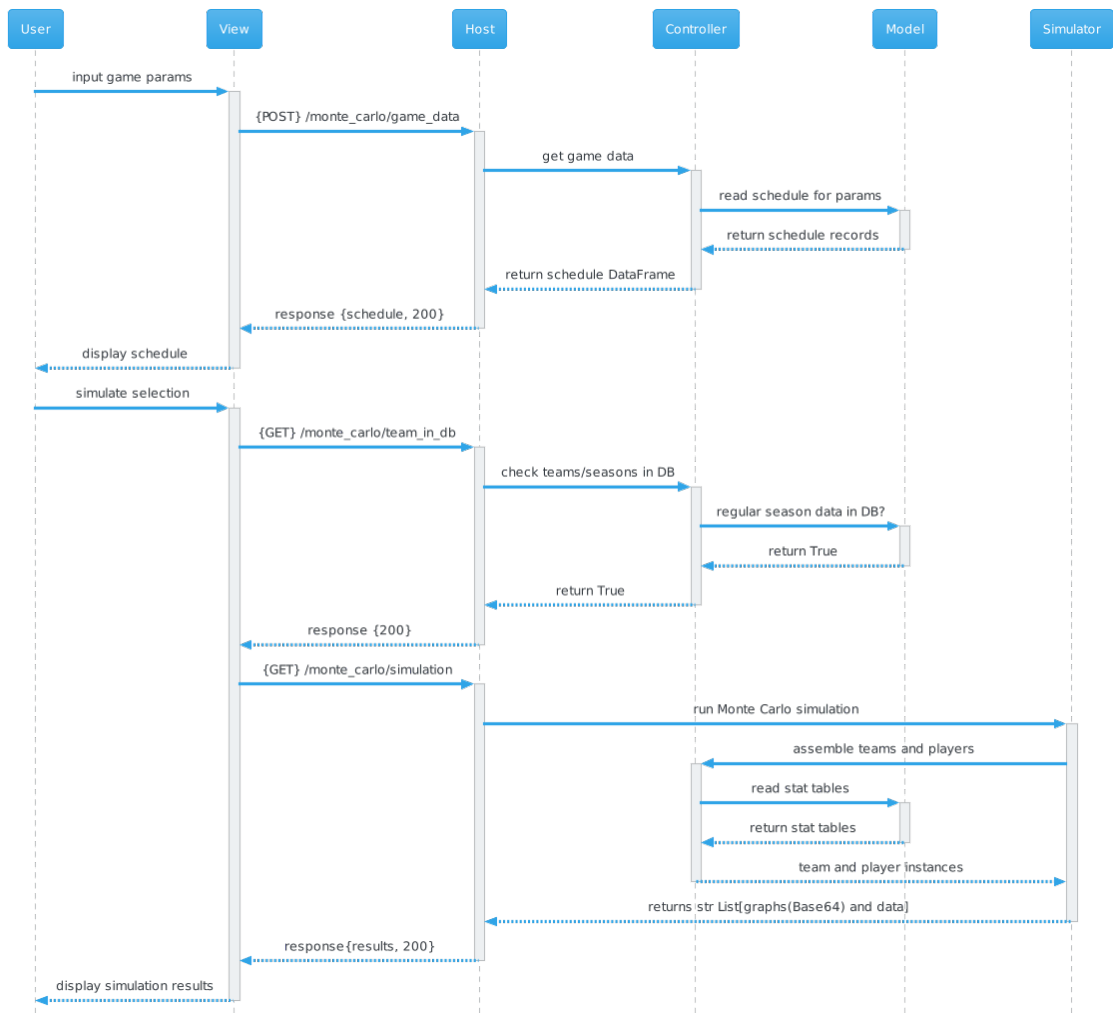 User
View
Host
Controller
Model
Simulator
input game params
{POST} /monte_carlo/game_data
get game data
read schedule for params
return schedule records
return schedule DataFrame
response {schedule, 200}
display schedule
simulate selection
{GET} /monte_carlo/team_in_db
check teams/seasons in DB
regular season data in DB?
return True
return True
response {200}
{GET} /monte_carlo/simulation
run Monte Carlo simulation
assemble teams and players
read stat tables
return stat tables
team and player instances
returns str List[graphs(Base64) and data]
response{results, 200}
display simulation results